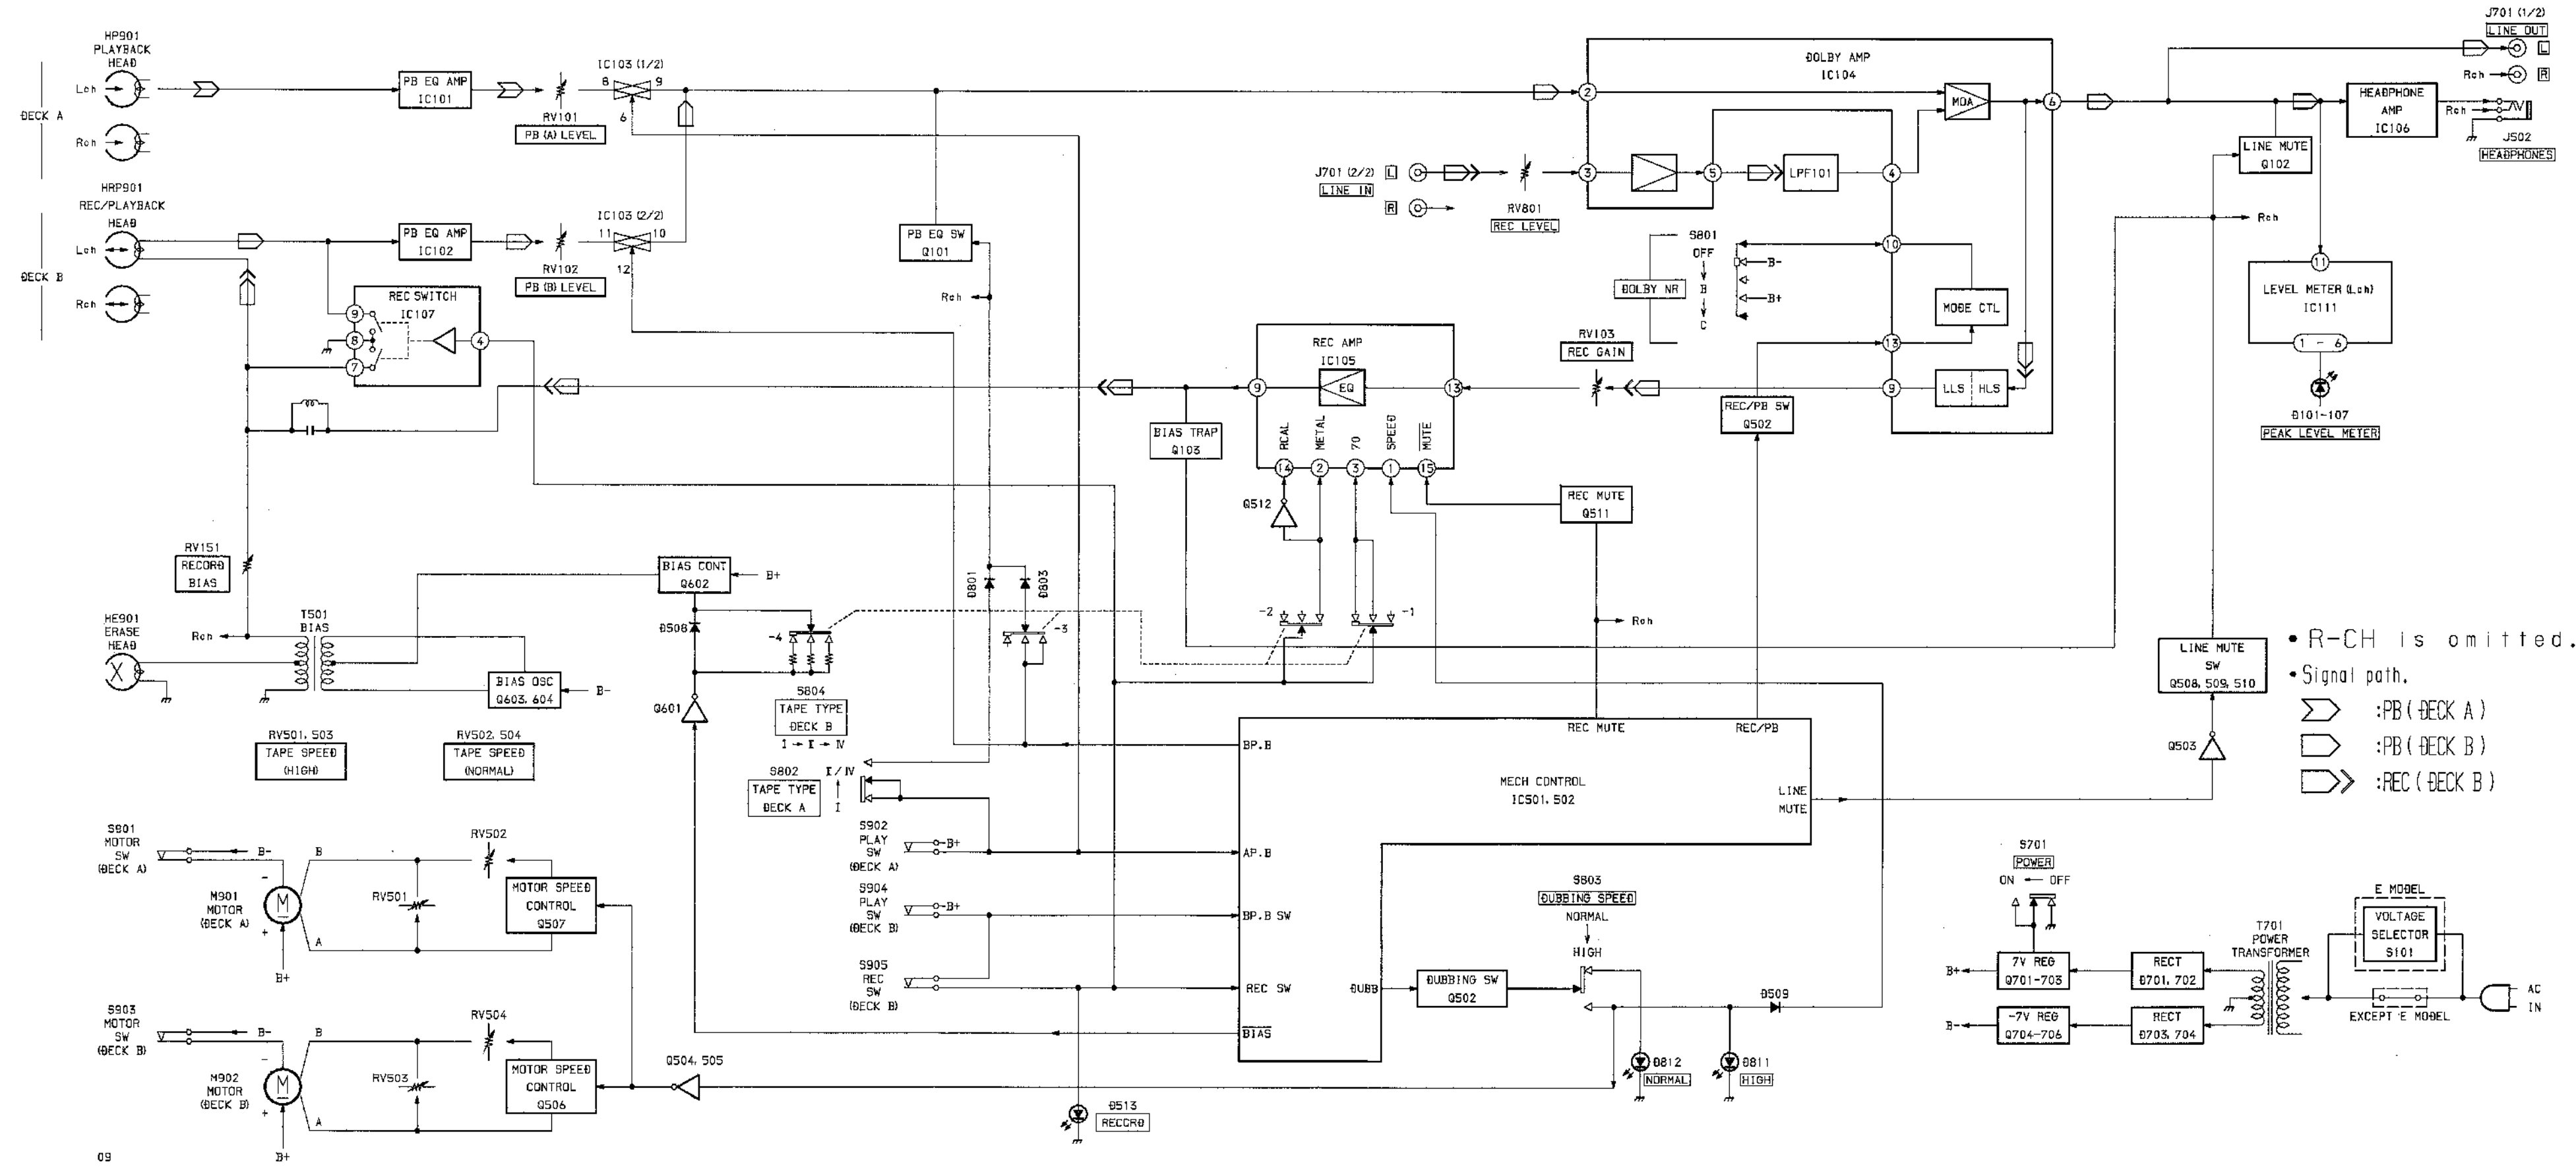 HP901
PLAYBACK
HEAD
Lch
DECK A
Rch
HRP901
REC/PLAYBACK
HEAD
Lch
DECK B
Rch
PB EQ AMP
IC101
RV101
PB (A) LEVEL
IC103 (1/2)
8
9
6
PB EQ AMP
IC102
RV102
PB (B) LEVEL
IC103 (2/2)
11
10
12
REC SWITCH
IC107
9
8
7
4
PB EQ SW
Q101
Rch
DOLBY AMP
IC104
2
MDA
6
J701 (2/2)
L
LINE IN
R
RV801
REC LEVEL
3
5
LPF101
4
S801
OFF
B
C
DOLBY NR
B-
B+
10
MODE CTL
13
9
LLS
HLS
J701 (1/2)
LINE OUT
L
Rch
R
HEADPHONE
AMP
IC106
Rch
J502
HEADPHONES
LINE MUTE
Q102
Rch
11
LEVEL METER (Lch)
IC111
1 - 6
D101-107
PEAK LEVEL METER
REC AMP
IC105
9
EQ
13
RV103
REC GAIN
REC/PB SW
Q502
BIAS TRAP
Q103
RCAL
METAL
70
SPEED
MUTE
14
2
3
1
15
Q512
REC MUTE
Q511
Rch
-2
-1
RV151
RECORD
BIAS
HE901
ERASE
HEAD
X
Rch
T501
BIAS
BIAS CONT
Q602
B+
BIAS OSC
Q603, 604
B-
D508
-4
Q601
S804
TAPE TYPE
DECK B
I → II → IV
D801
D803
-3
RV501, 503
TAPE SPEED
(HIGH)
RV502, 504
TAPE SPEED
(NORMAL)
S802
TAPE TYPE
DECK A
II/IV
I
LINE MUTE
SW
Q508, 509, 510
Q503
• R-CH is omitted.
• Signal path.
:PB (DECK A)
:PB (DECK B)
:REC (DECK B)
REC MUTE
REC/PB
BP.B
MECH CONTROL
IC501, 502
LINE
MUTE
AP.B
BP.B SW
REC SW
DUBB
BIAS
S902
PLAY
SW
(DECK A)
B+
S904
PLAY
SW
(DECK B)
B+
S905
REC
SW
(DECK B)
S901
MOTOR
SW
(DECK A)
B-
B
-
M901
MOTOR
(DECK A)
M
+
A
B+
RV501
RV502
MOTOR SPEED
CONTROL
Q507
S903
MOTOR
SW
(DECK B)
B-
B
-
M902
MOTOR
(DECK B)
M
+
A
B+
RV503
RV504
MOTOR SPEED
CONTROL
Q506
Q504, 505
D513
RECORD
S803
DUBBING SPEED
NORMAL
HIGH
DUBBING SW
Q502
D509
D812
NORMAL
D811
HIGH
S701
POWER
ON ← OFF
B+
7V REG
Q701-703
RECT
D701, 702
B-
-7V REG
Q704-706
RECT
D703, 704
T701
POWER
TRANSFORMER
E MODEL
VOLTAGE
SELECTOR
S101
EXCEPT E MODEL
AC
IN
09